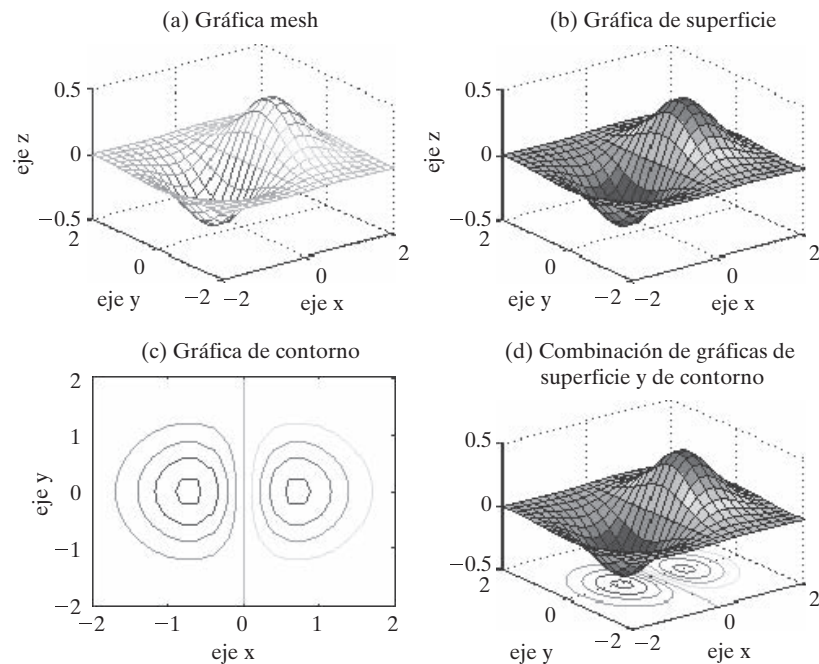 (a) Gráfica mesh
0.5
0
−0.5
eje z
2
0
−2
eje y
−2
0
2
eje x
(b) Gráfica de superficie
0.5
0
−0.5
eje z
2
0
−2
eje y
−2
0
2
eje x
(c) Gráfica de contorno
2
1
0
−1
−2
eje y
−2
−1
0
1
2
eje x
(d) Combinación de gráficas de
superficie y de contorno
0.5
0
−0.5
2
0
−2
eje y
−2
0
2
eje x